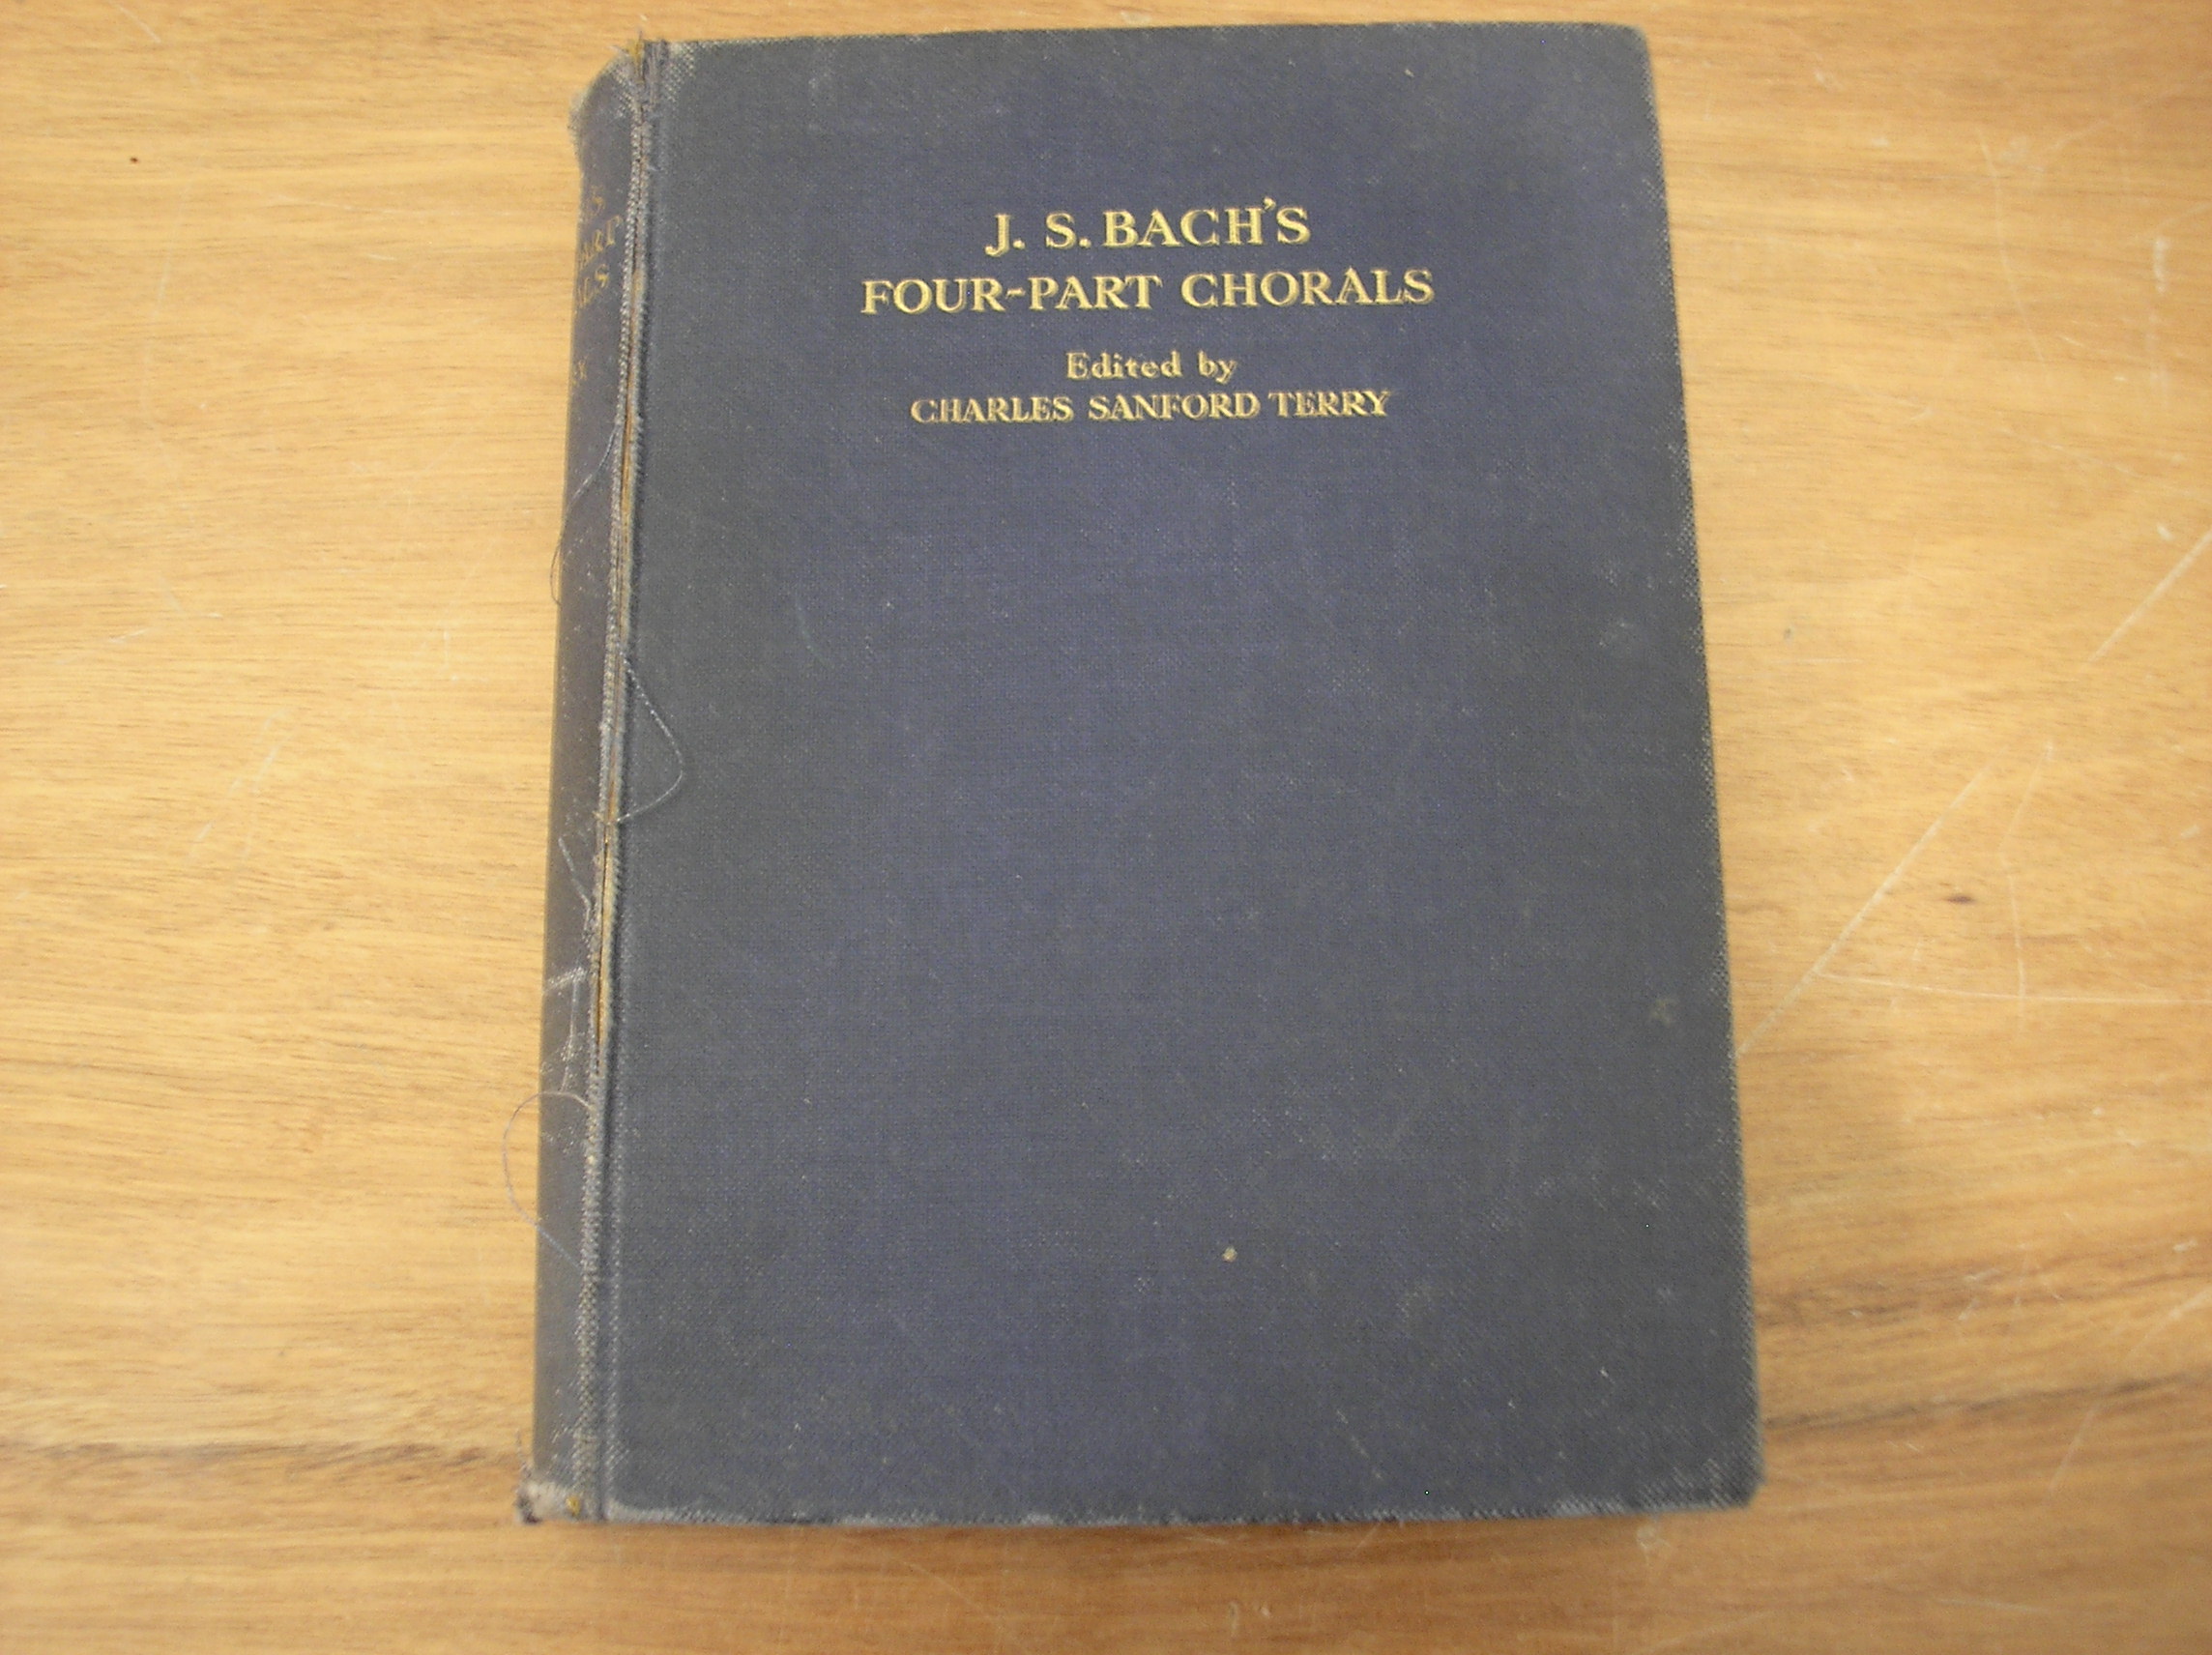 J. S. BACH'S
FOUR-PART CHORALS
Edited by
CHARLES SANFORD TERRY